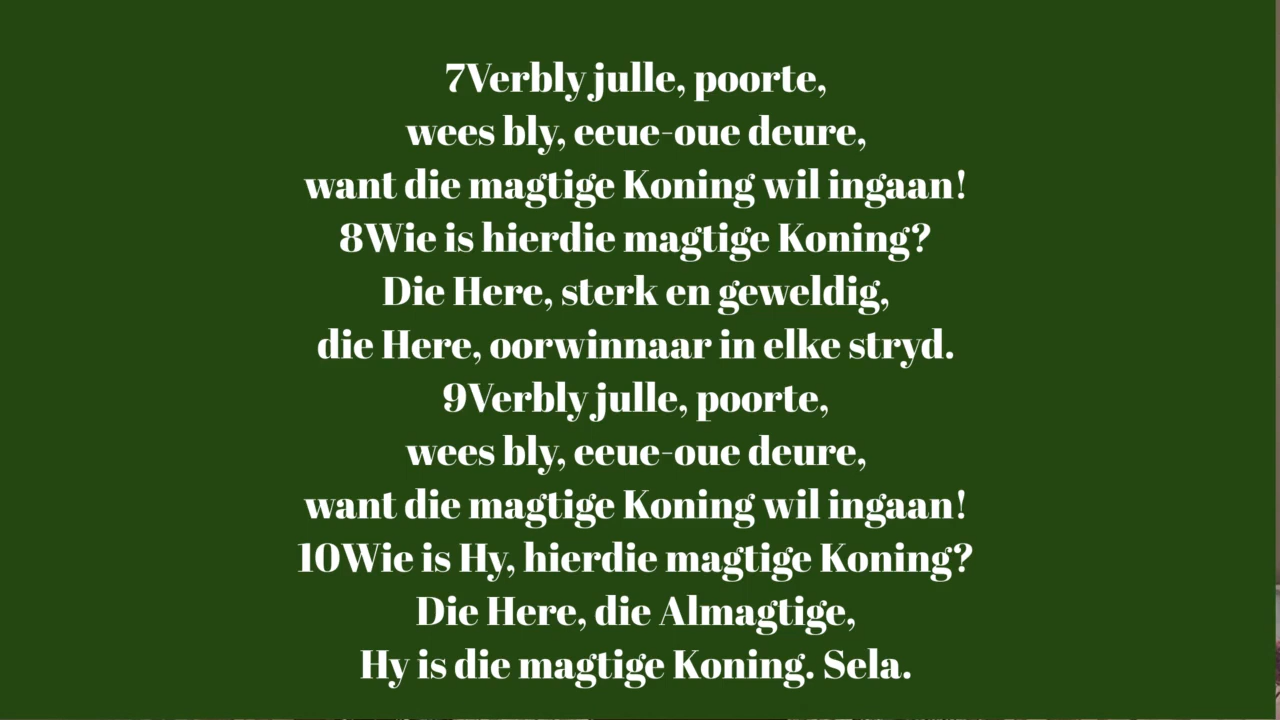 7Verbly julle, poorte,
wees bly, eeue-oue deure,
want die magtige Koning wil ingaan!
8Wie is hierdie magtige Koning?
Die Here, sterk en geweldig,
die Here, oorwinnaar in elke stryd.
9Verbly julle, poorte,
wees bly, eeue-oue deure,
want die magtige Koning wil ingaan!
10Wie is Hy, hierdie magtige Koning?
Die Here, die Almagtige,
Hy is die magtige Koning. Sela.